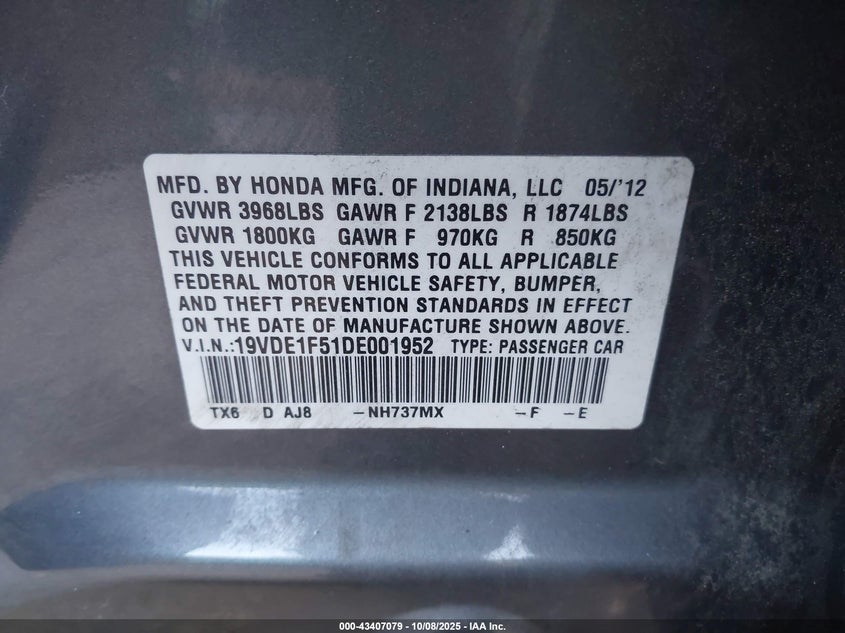 MFD. BY HONDA MFG. OF INDIANA, LLC 05/'12
GVWR 3968LBS GAWR F 2138LBS R 1874LBS
GVWR 1800KG GAWR F 970KG R 850KG
THIS VEHICLE CONFORMS TO ALL APPLICABLE
FEDERAL MOTOR VEHICLE SAFETY, BUMPER,
AND THEFT PREVENTION STANDARDS IN EFFECT
ON THE DATE OF MANUFACTURE SHOWN ABOVE.
V.I.N.:19VDE1F51DE001952 TYPE: PASSENGER CAR
TX6 D AJ8 -NH737MX -F -E
000-43407079 - 10/08/2025 - IAA Inc.